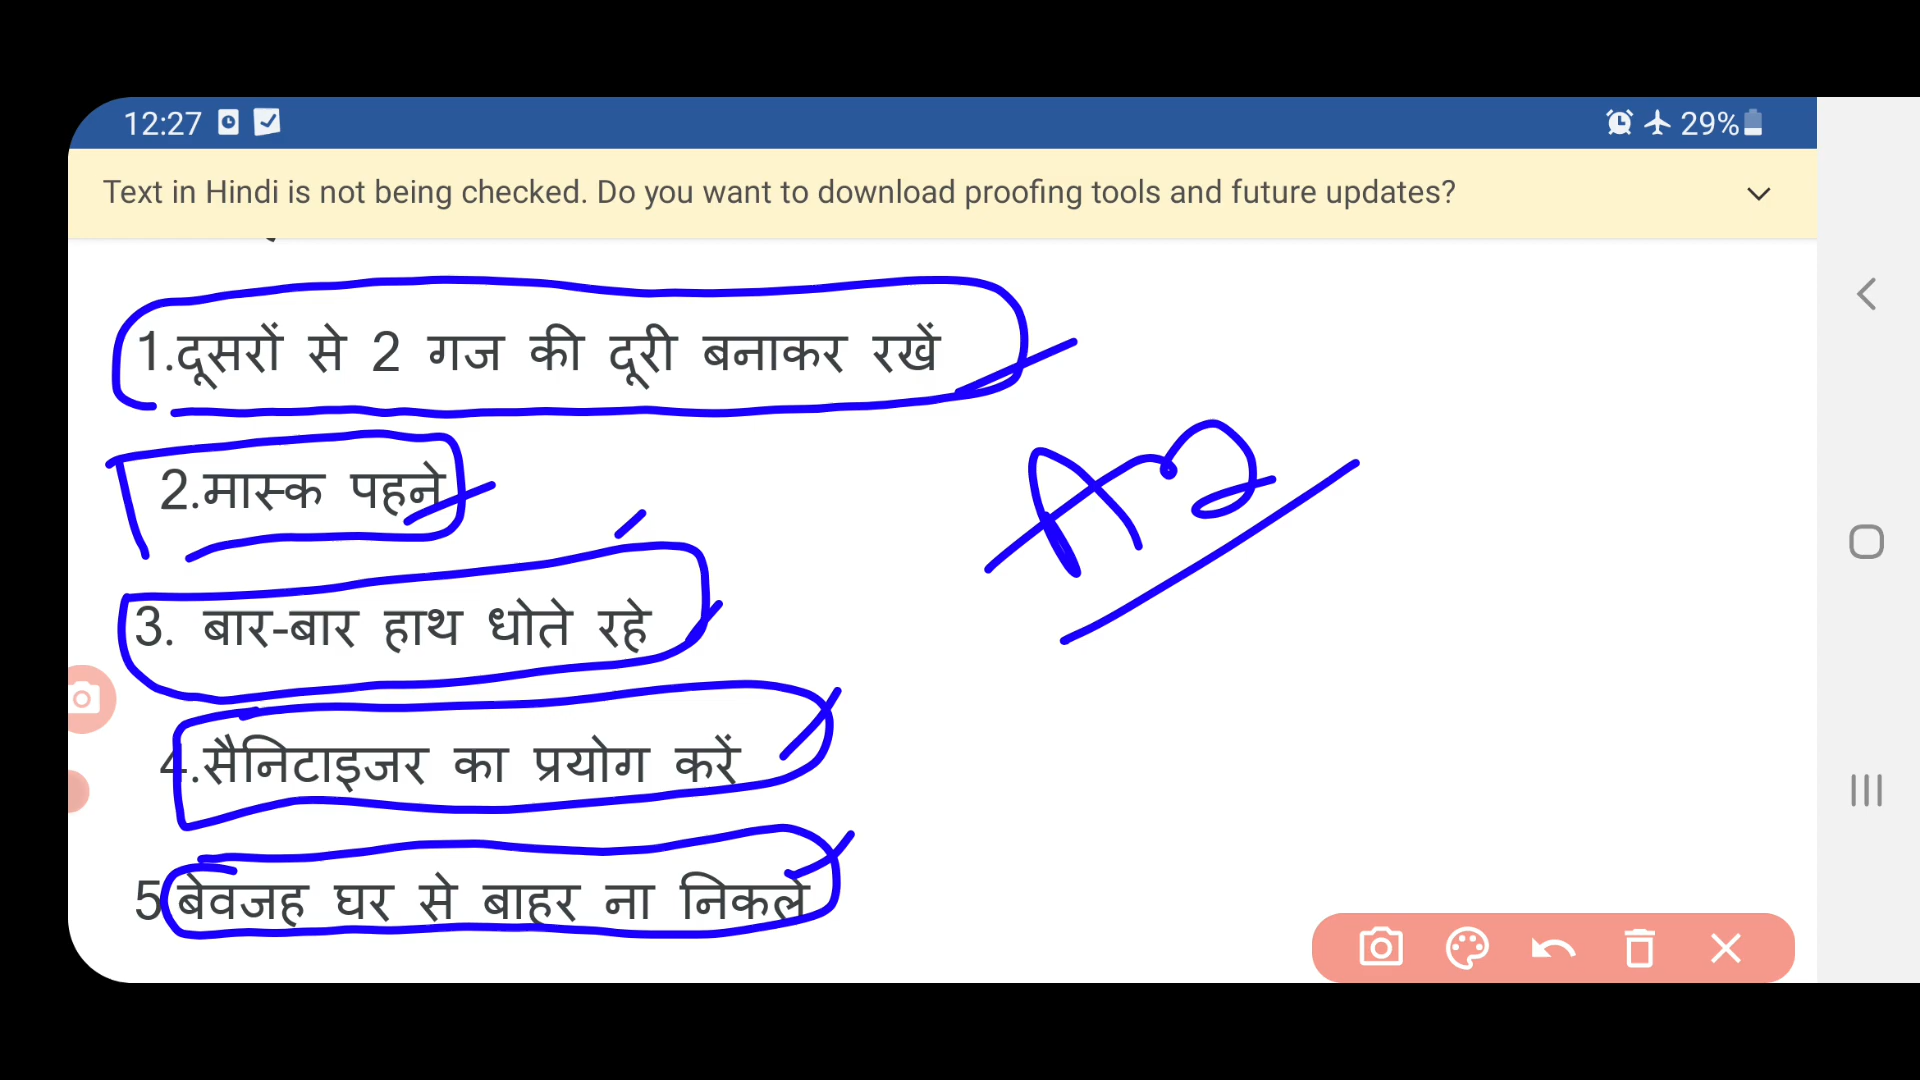 12:27 29%
Text in Hindi is not being checked. Do you want to download proofing tools and future updates?
1.दूसरों से 2 गज की दूरी बनाकर रखें
2.मास्क पहने
3. बार-बार हाथ धोते रहे
4.सैनिटाइजर का प्रयोग करें
5 बेवजह घर से बाहर ना निकले